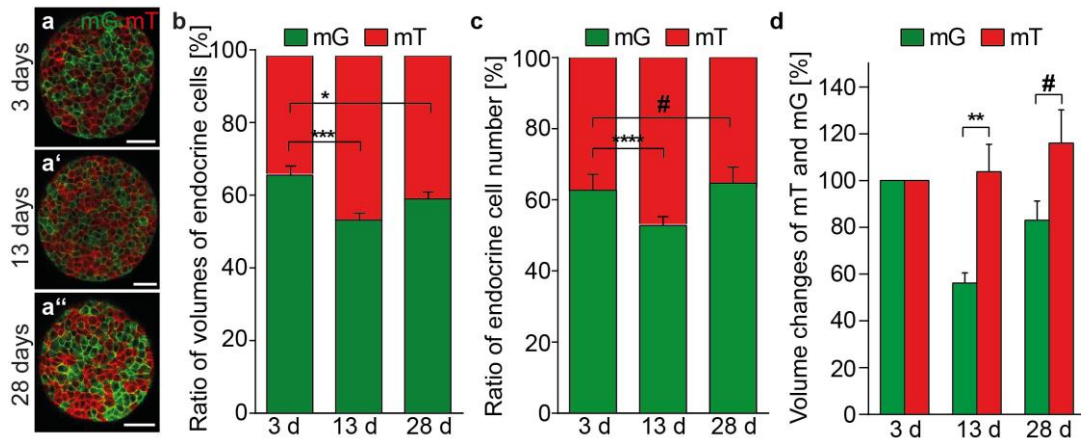 a mG mT
3 days
a'
13 days
a"
28 days
b
mG mT
Ratio of volumes of endocrine cells [%]
100
80
60
40
20
0
*
***
3 d 13 d 28 d
c
mG mT
Ratio of endocrine cell number [%]
100
80
60
40
20
0
#
****
3 d 13 d 28 d
d
mG mT
Volume changes of mT and mG [%]
140
120
100
80
60
40
20
0
**
#
3 d 13 d 28 d